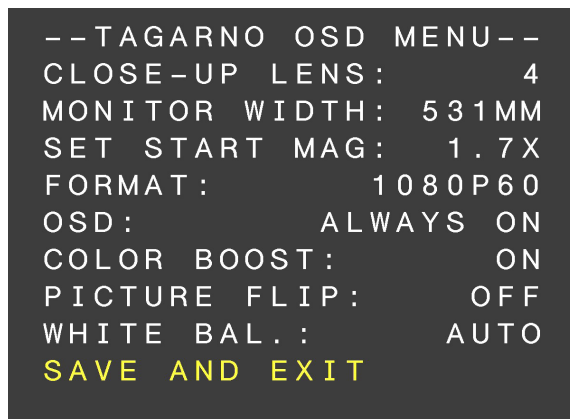 --TAGARNO OSD MENU--
CLOSE-UP LENS: 4
MONITOR WIDTH: 531MM
SET START MAG: 1.7X
FORMAT: 1080P60
OSD: ALWAYS ON
COLOR BOOST: ON
PICTURE FLIP: OFF
WHITE BAL.: AUTO
SAVE AND EXIT